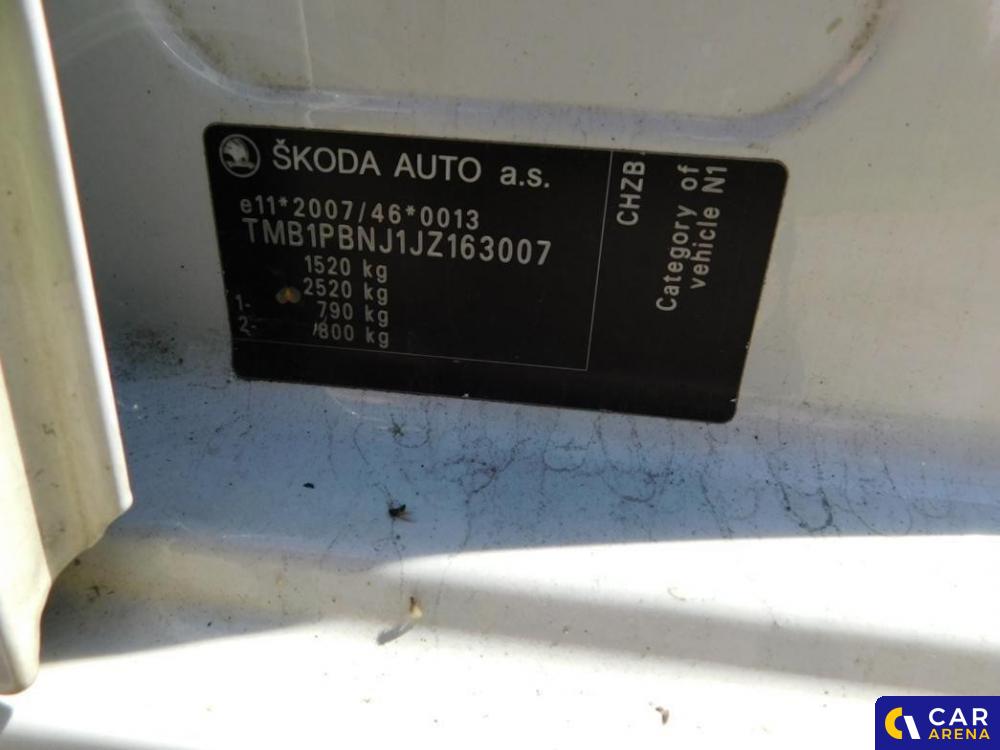 ŠKODA AUTO a.s.
e11*2007/46*0013
TMB1PBNJ1JZ163007
1520 kg
2520 kg
1- 790 kg
2- 800 kg
CHZB
Category of
vehicle N1
CAR
ARENA